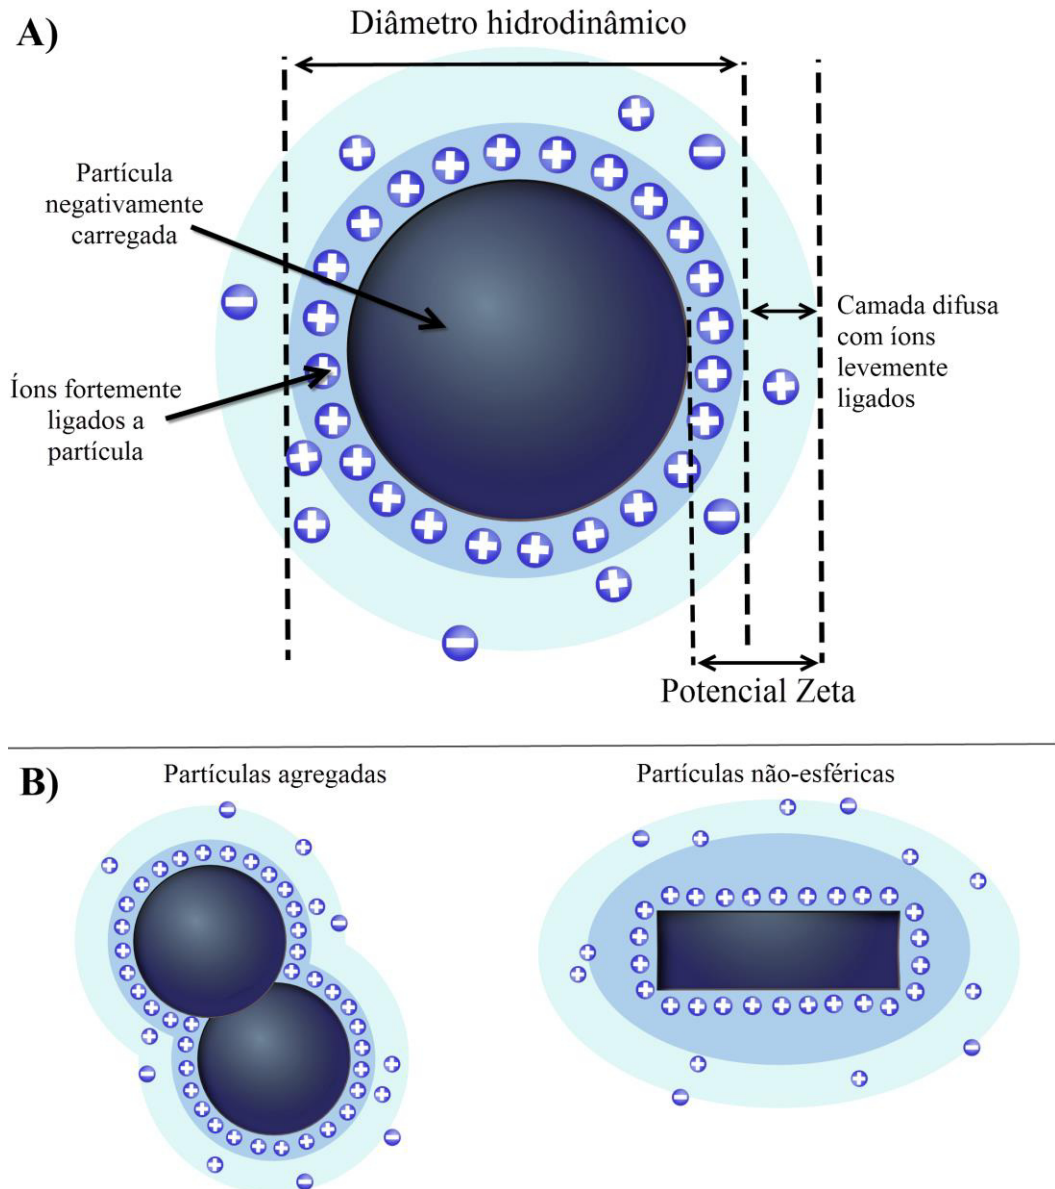 A)
Diâmetro hidrodinâmico
Partícula
negativamente
carregada
Íons fortemente
ligados a
partícula
Camada difusa
com íons
levemente
ligados
Potencial Zeta
B)
Partículas agregadas
Partículas não-esféricas